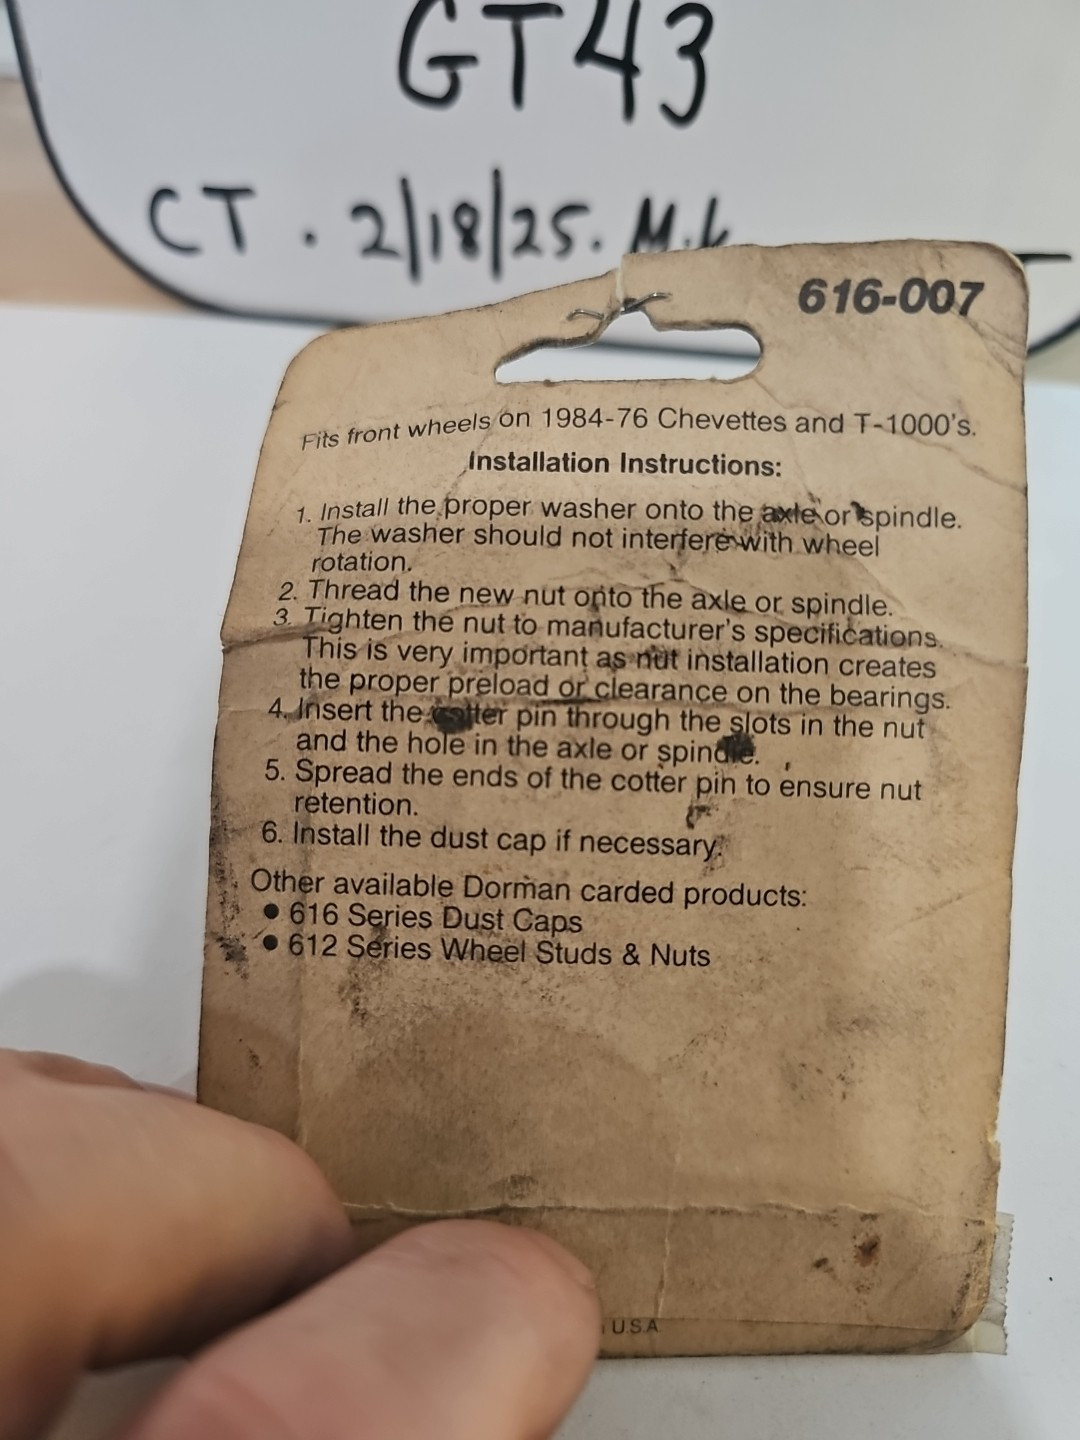 GT43
CT. 2/18/25. M.k
616-007
Fits front wheels on 1984-76 Chevettes and T-1000's.
Installation Instructions:
1. Install the proper washer onto the axle or spindle.
The washer should not interfere with wheel
rotation.
2. Thread the new nut onto the axle or spindle.
3. Tighten the nut to manufacturer's specifications.
This is very important as nut installation creates
the proper preload or clearance on the bearings.
4. Insert the cotter pin through the slots in the nut
and the hole in the axle or spindle.
5. Spread the ends of the cotter pin to ensure nut
retention.
6. Install the dust cap if necessary.
Other available Dorman carded products:
● 616 Series Dust Caps
● 612 Series Wheel Studs & Nuts
U.S.A.